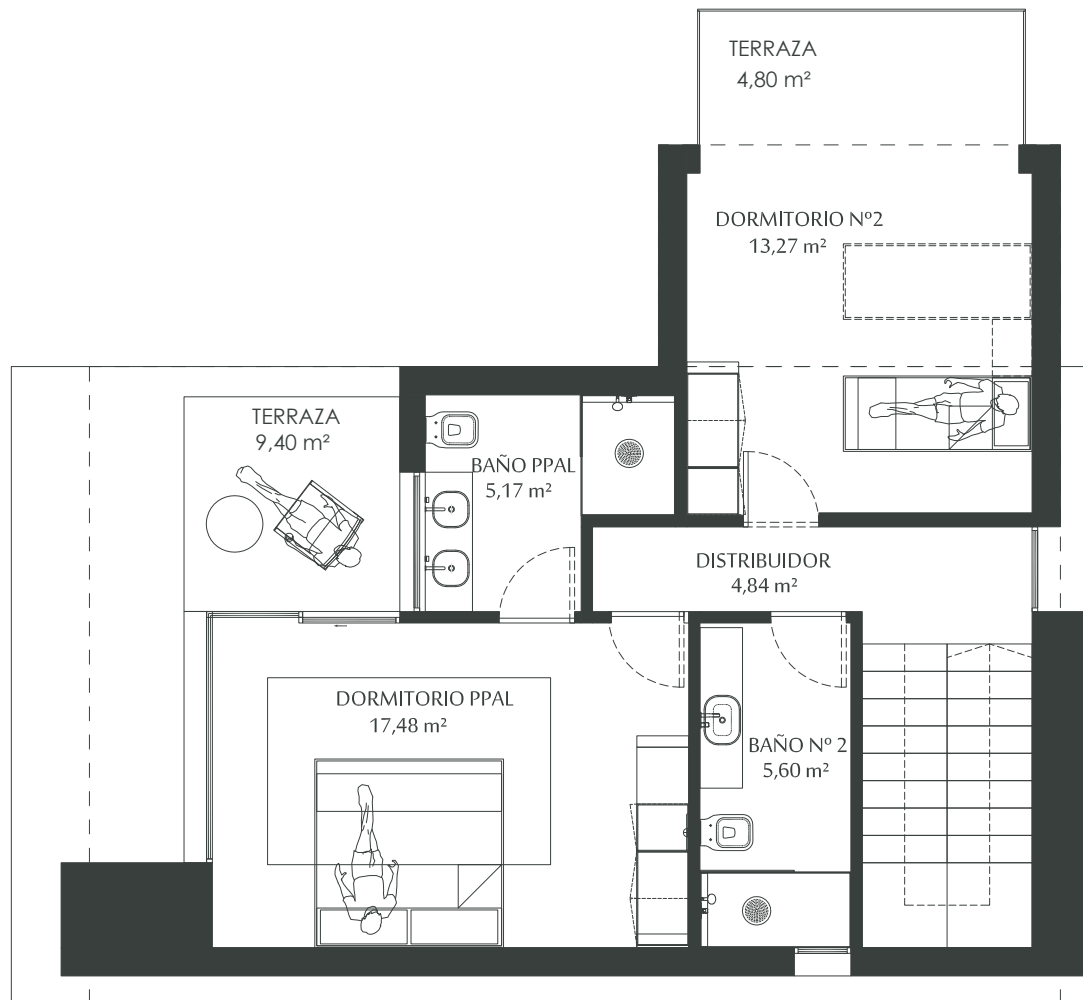 TERRAZA
4,80 m²
DORMITORIO Nº2
13,27 m²
TERRAZA
9,40 m²
BAÑO PPAL
5,17 m²
DISTRIBUIDOR
4,84 m²
DORMITORIO PPAL
17,48 m²
BAÑO Nº 2
5,60 m²